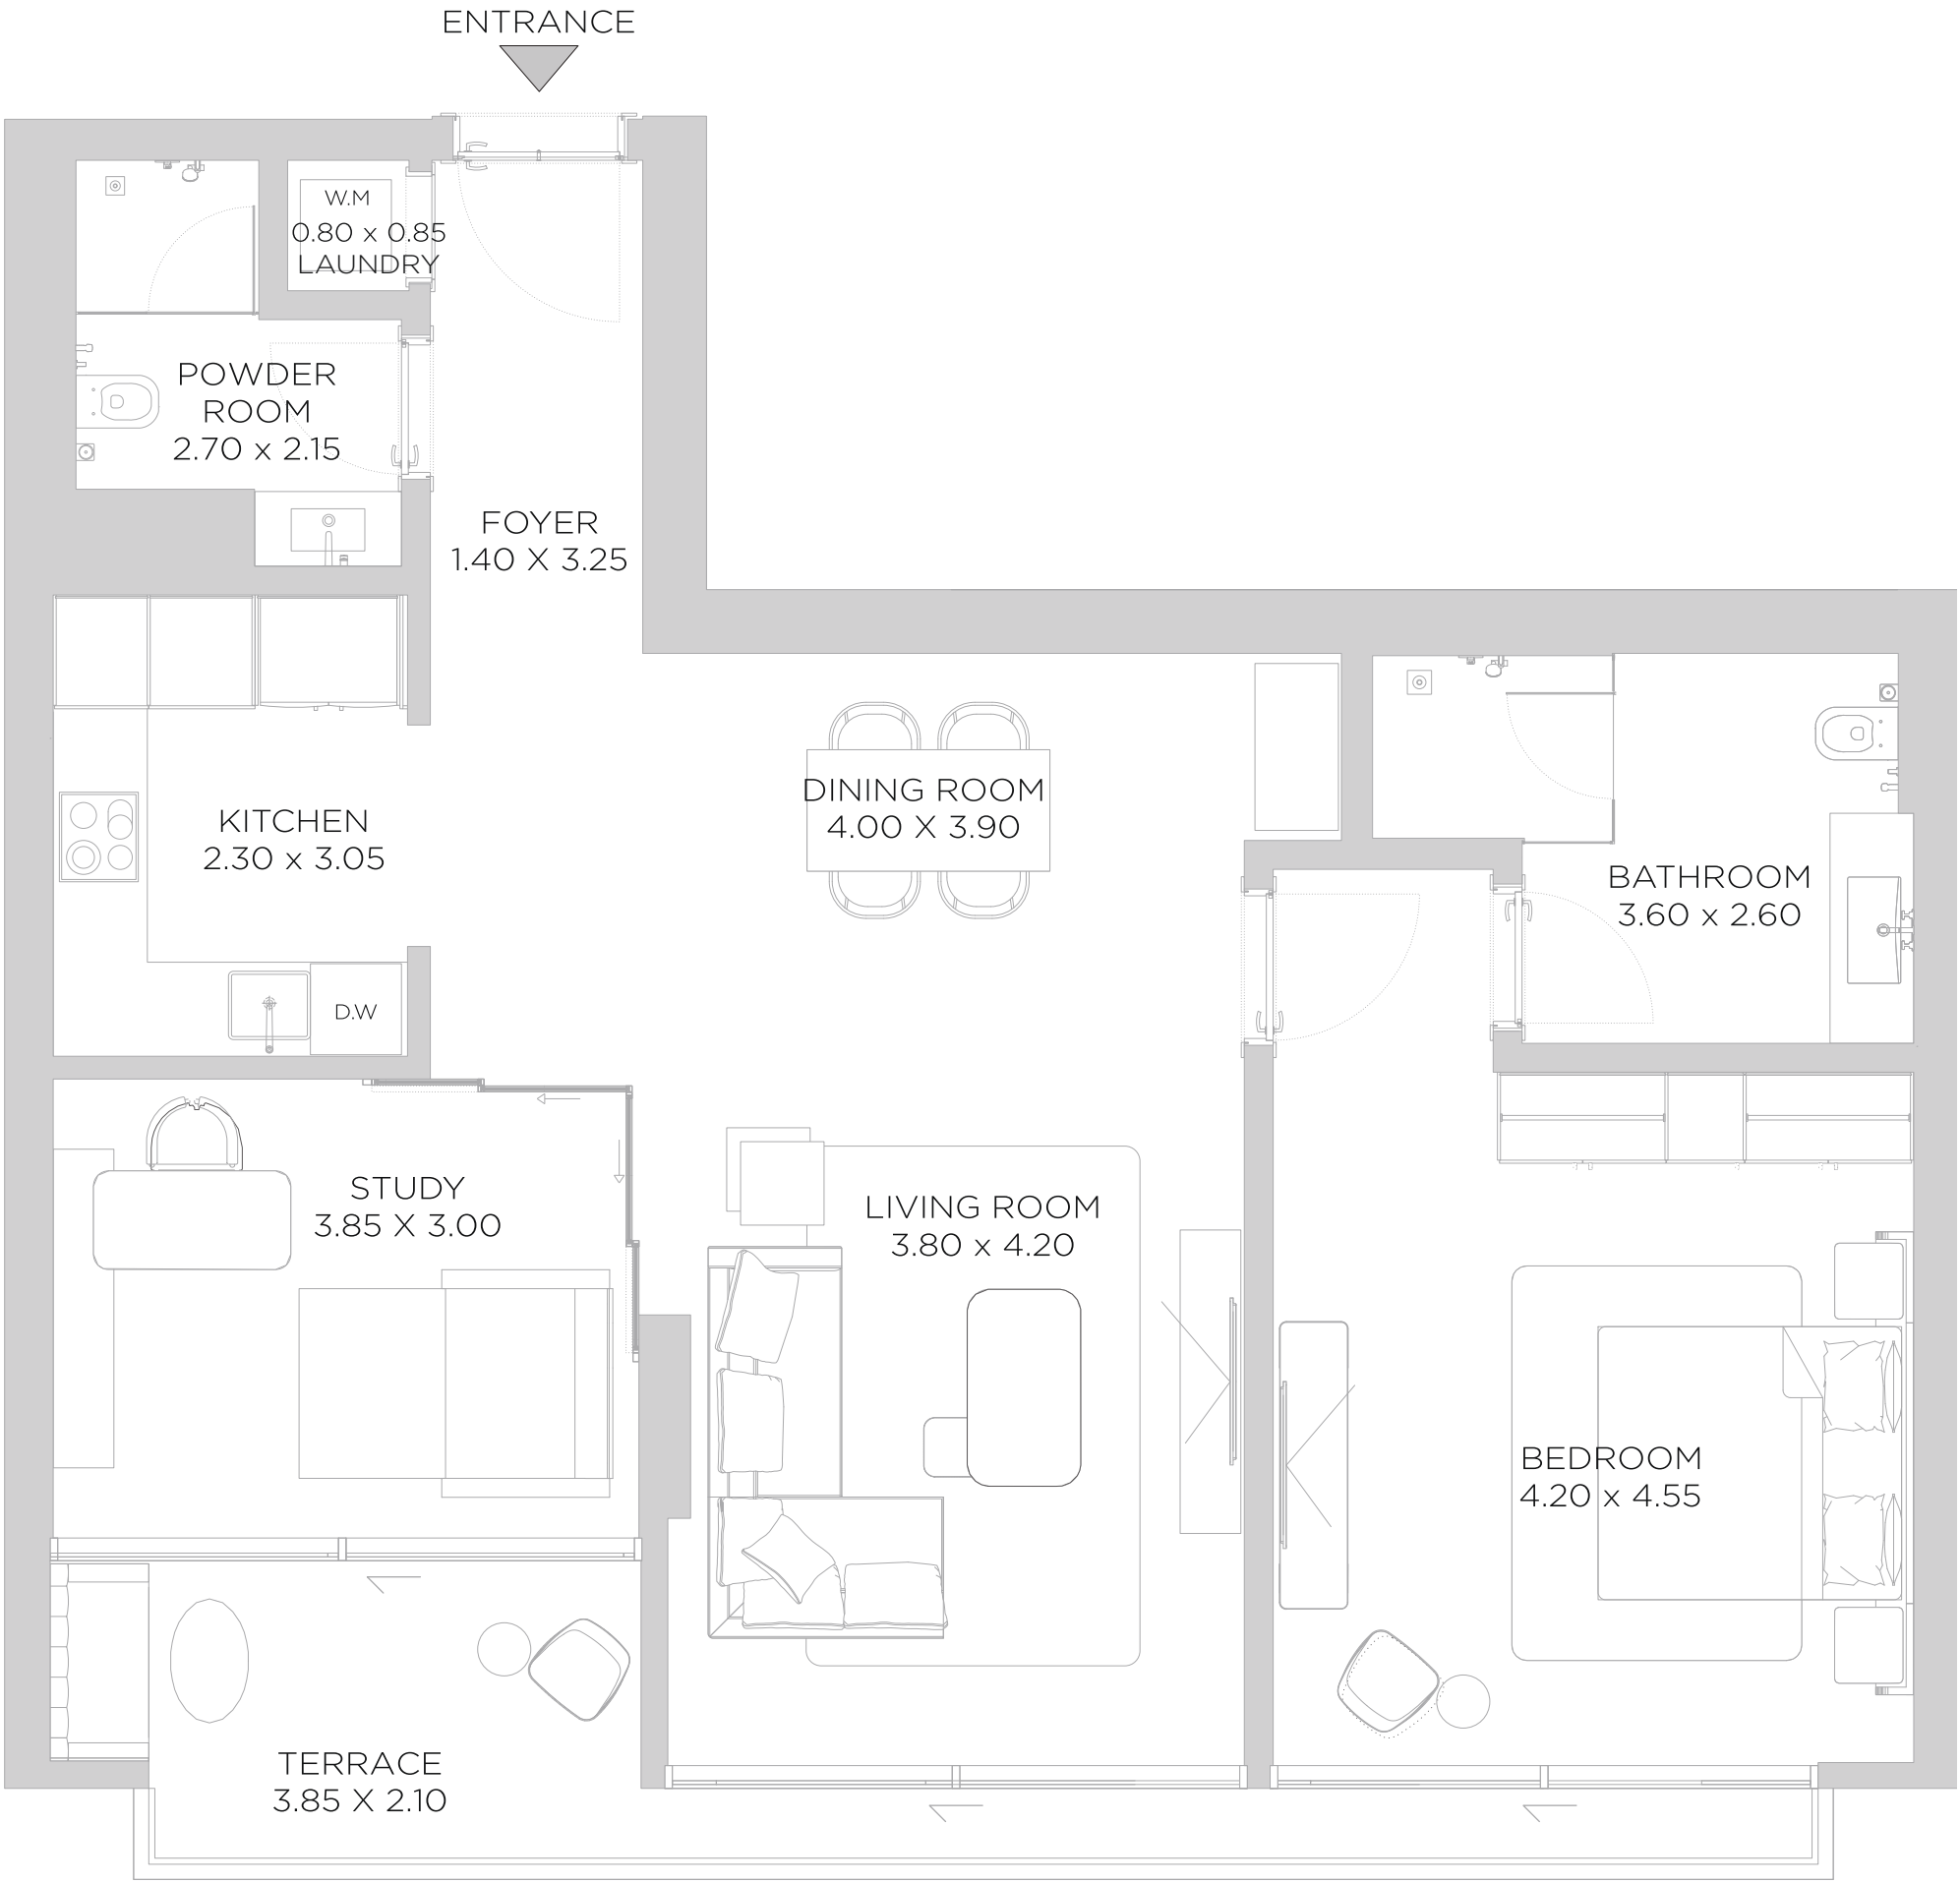 ENTRANCE
W.M
0.80 x 0.85
LAUNDRY
POWDER
ROOM
2.70 x 2.15
FOYER
1.40 X 3.25
KITCHEN
2.30 x 3.05
DINING ROOM
4.00 X 3.90
BATHROOM
3.60 x 2.60
D.W
STUDY
3.85 X 3.00
LIVING ROOM
3.80 x 4.20
BEDROOM
4.20 x 4.55
TERRACE
3.85 X 2.10